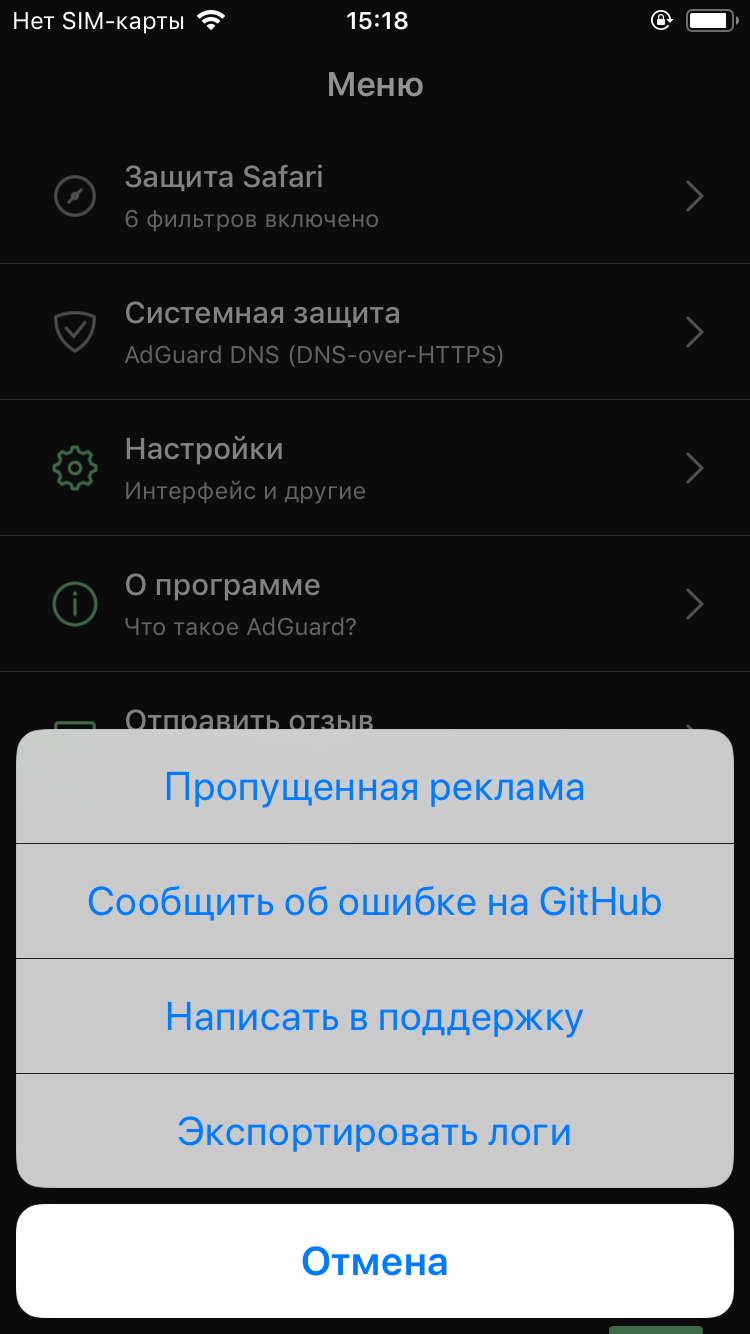 Нет SIM-карты 15:18
Меню
Защита Safari
6 фильтров включено
Системная защита
AdGuard DNS (DNS-over-HTTPS)
Настройки
Интерфейс и другие
О программе
Что такое AdGuard?
Отправить отзыв
Пропущенная реклама
Сообщить об ошибке на GitHub
Написать в поддержку
Экспортировать логи
Отмена